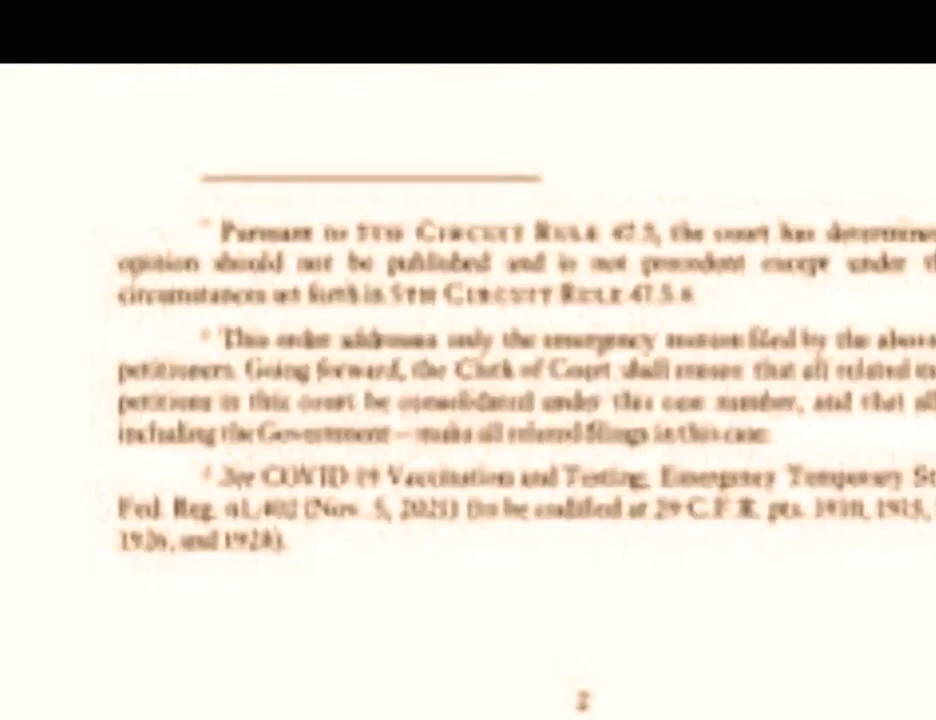 * Pursuant to 5TH CIRCUIT RULE 47.5, the court has
opinion should not be published and is not precedent except under
circumstances set forth in 5TH CIRCUIT RULE 47.5.4.
This order addresses only the emergency motion filed by the
petitioners. Going forward, the Clerk of Court shall ensure that all related
petitions in this court be consolidated under this case number, and that
including the Government—make all related filings in this case.
See COVID-19 Vaccination and Testing; Emergency Temporary
Fed. Reg. 61,402 (Nov. 5, 2021) (to be codified at 29 C.F.R. pts. 1910, 1915,
1926, and 1928).
2